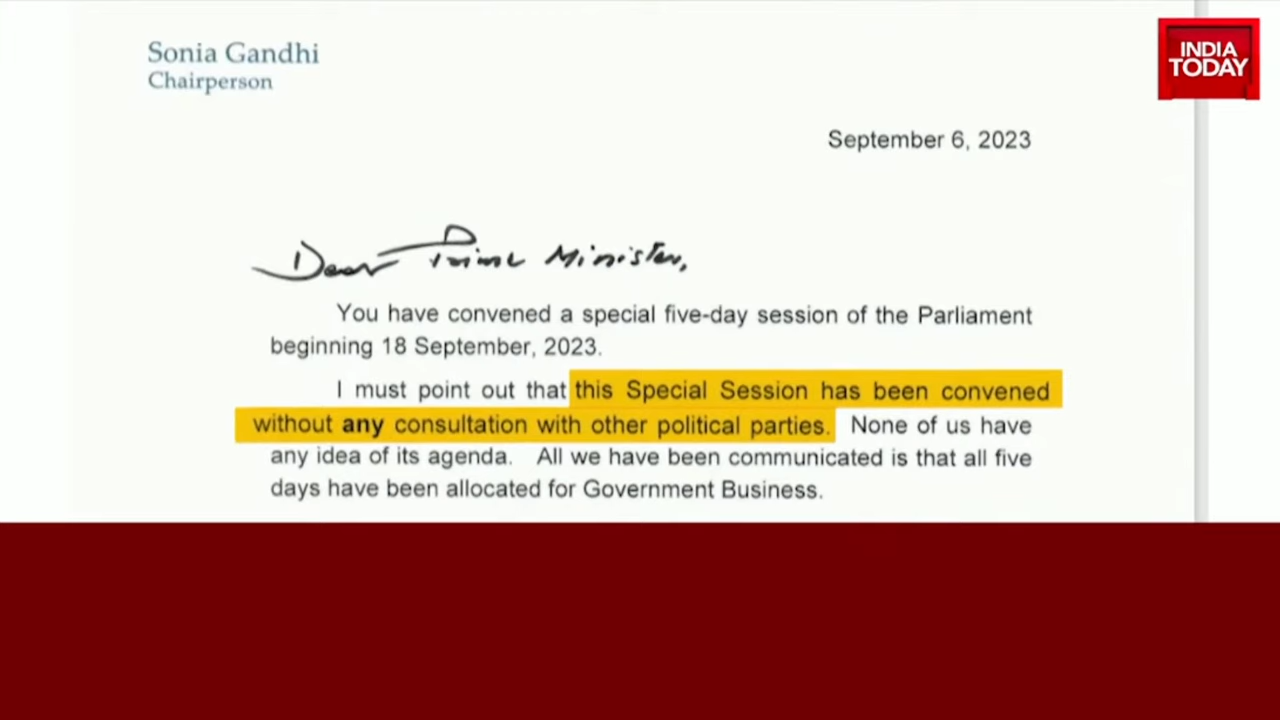 Sonia Gandhi
Chairperson
INDIA
TODAY
September 6, 2023
Dear Prime Minister,
You have convened a special five-day session of the Parliament
beginning 18 September, 2023.
I must point out that this Special Session has been convened
without any consultation with other political parties. None of us have
any idea of its agenda. All we have been communicated is that all five
days have been allocated for Government Business.